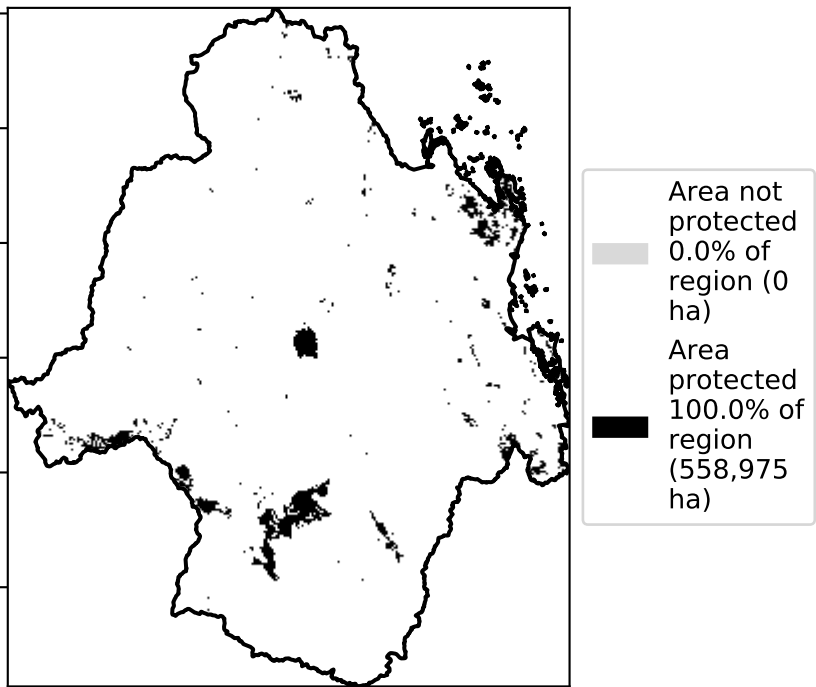 Area not
protected
0.0% of
region (0
ha)
Area
protected
100.0% of
region
(558,975
ha)